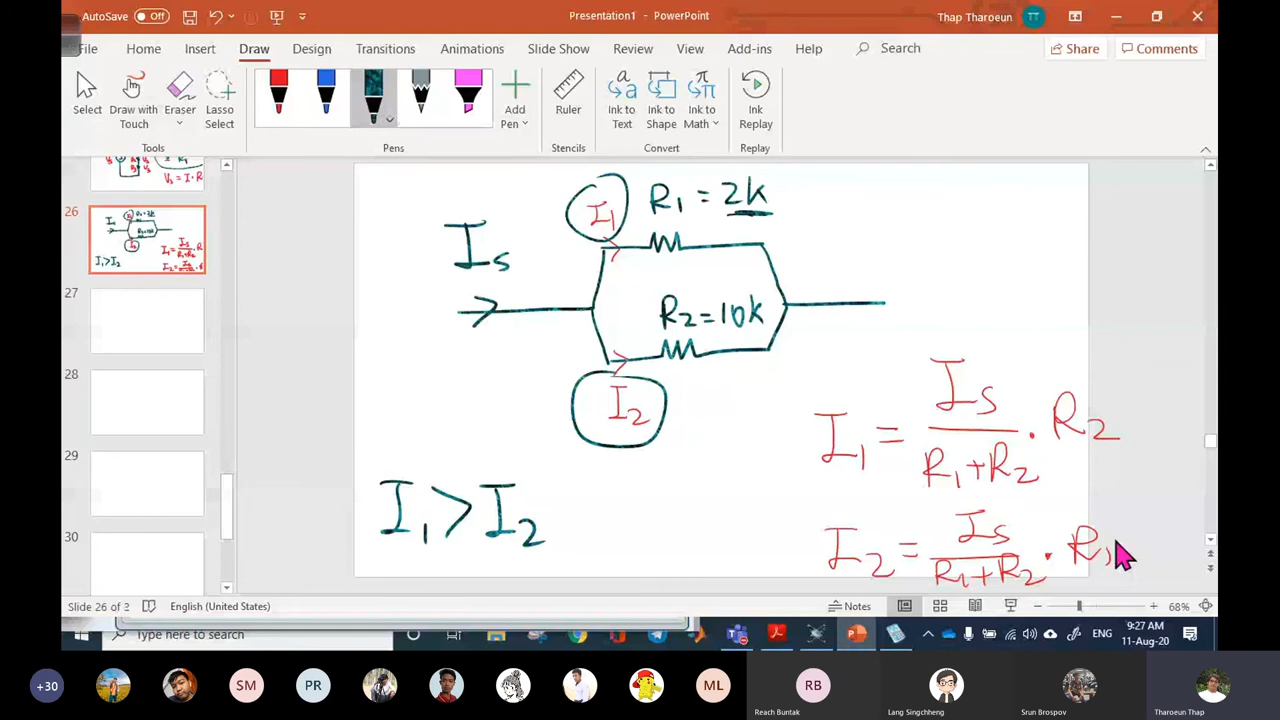 AutoSave Off
Presentation1 - PowerPoint
Thap Tharoeun TT
File Home Insert Draw Design Transitions Animations Slide Show Review View Add-ins Help Search Share Comments
Select
Draw with Touch
Eraser
Lasso Select
Add Pen
Ruler
Ink to Text
Ink to Shape
Ink to Math
Ink Replay
Tools
Pens
Stencils
Convert
Replay
26
27
28
29
30
I1 R1 = 2k
Is
R2=10k
I2
I1 = Is/(R1+R2) · R2
I1 > I2
I2 = Is/(R1+R2) · R1
Slide 26 of 3
English (United States)
Notes
68%
Type here to search
ENG
9:27 AM
11-Aug-20
+30
SM
PR
ML
RB
Reach Buntak
Lang Singchheng
Srun Brospov
Tharoeun Thap